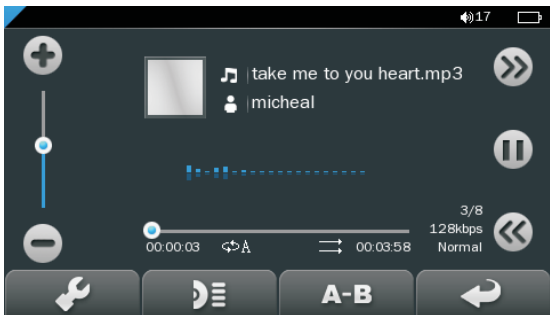 17
take me to you heart.mp3
micheal
3/8
128kbps
00:00:03 A 00:03:58 Normal
A-B